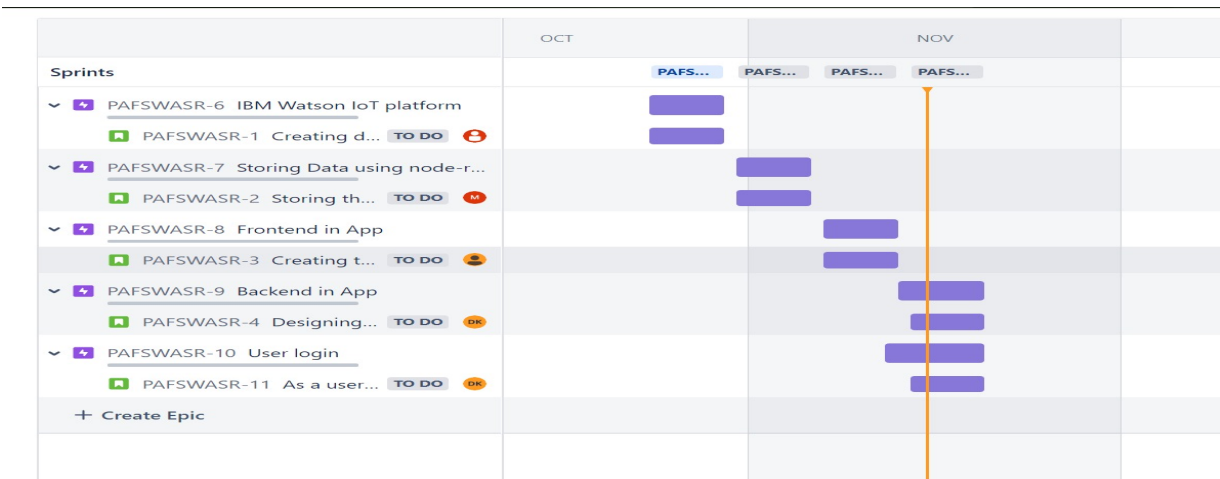 OCT NOV
Sprints PAFS... PAFS... PAFS... PAFS...
PAFSWASR-6 IBM Watson IoT platform
PAFSWASR-1 Creating d... TO DO
PAFSWASR-7 Storing Data using node-r...
PAFSWASR-2 Storing th... TO DO M
PAFSWASR-8 Frontend in App
PAFSWASR-3 Creating t... TO DO
PAFSWASR-9 Backend in App
PAFSWASR-4 Designing... TO DO DK
PAFSWASR-10 User login
PAFSWASR-11 As a user... TO DO DK
+ Create Epic